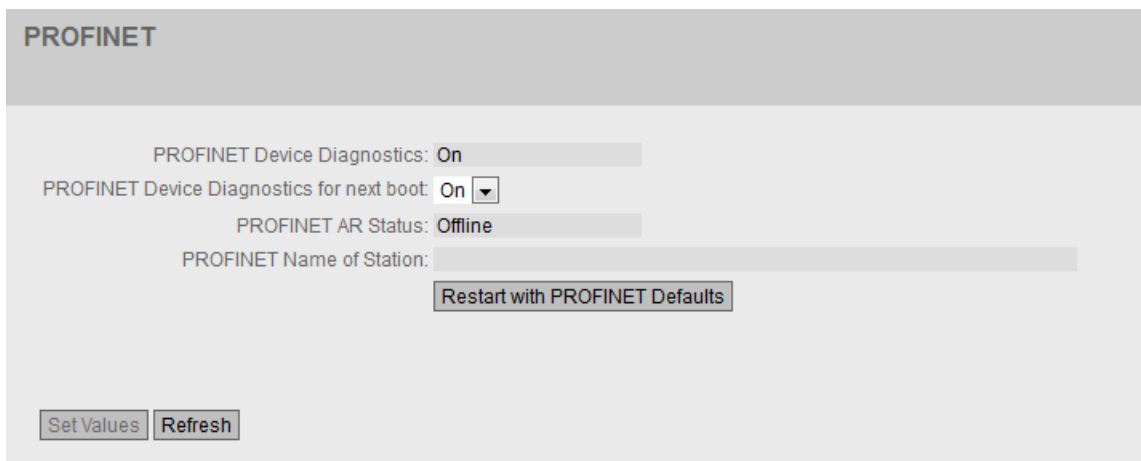 PROFINET
PROFINET Device Diagnostics: On
PROFINET Device Diagnostics for next boot: On
PROFINET AR Status: Offline
PROFINET Name of Station:
Restart with PROFINET Defaults
Set Values Refresh